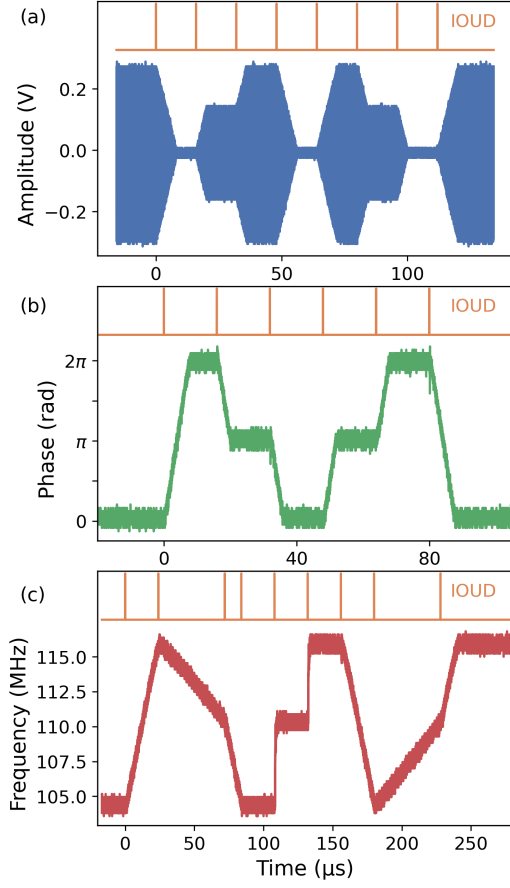 (a)
IOUD
Amplitude (V)
0.2
0.0
−0.2
0
50
100
(b)
IOUD
Phase (rad)
2π
π
0
0
40
80
(c)
IOUD
Frequency (MHz)
115.0
112.5
110.0
107.5
105.0
0
50
100
150
200
250
Time (μs)